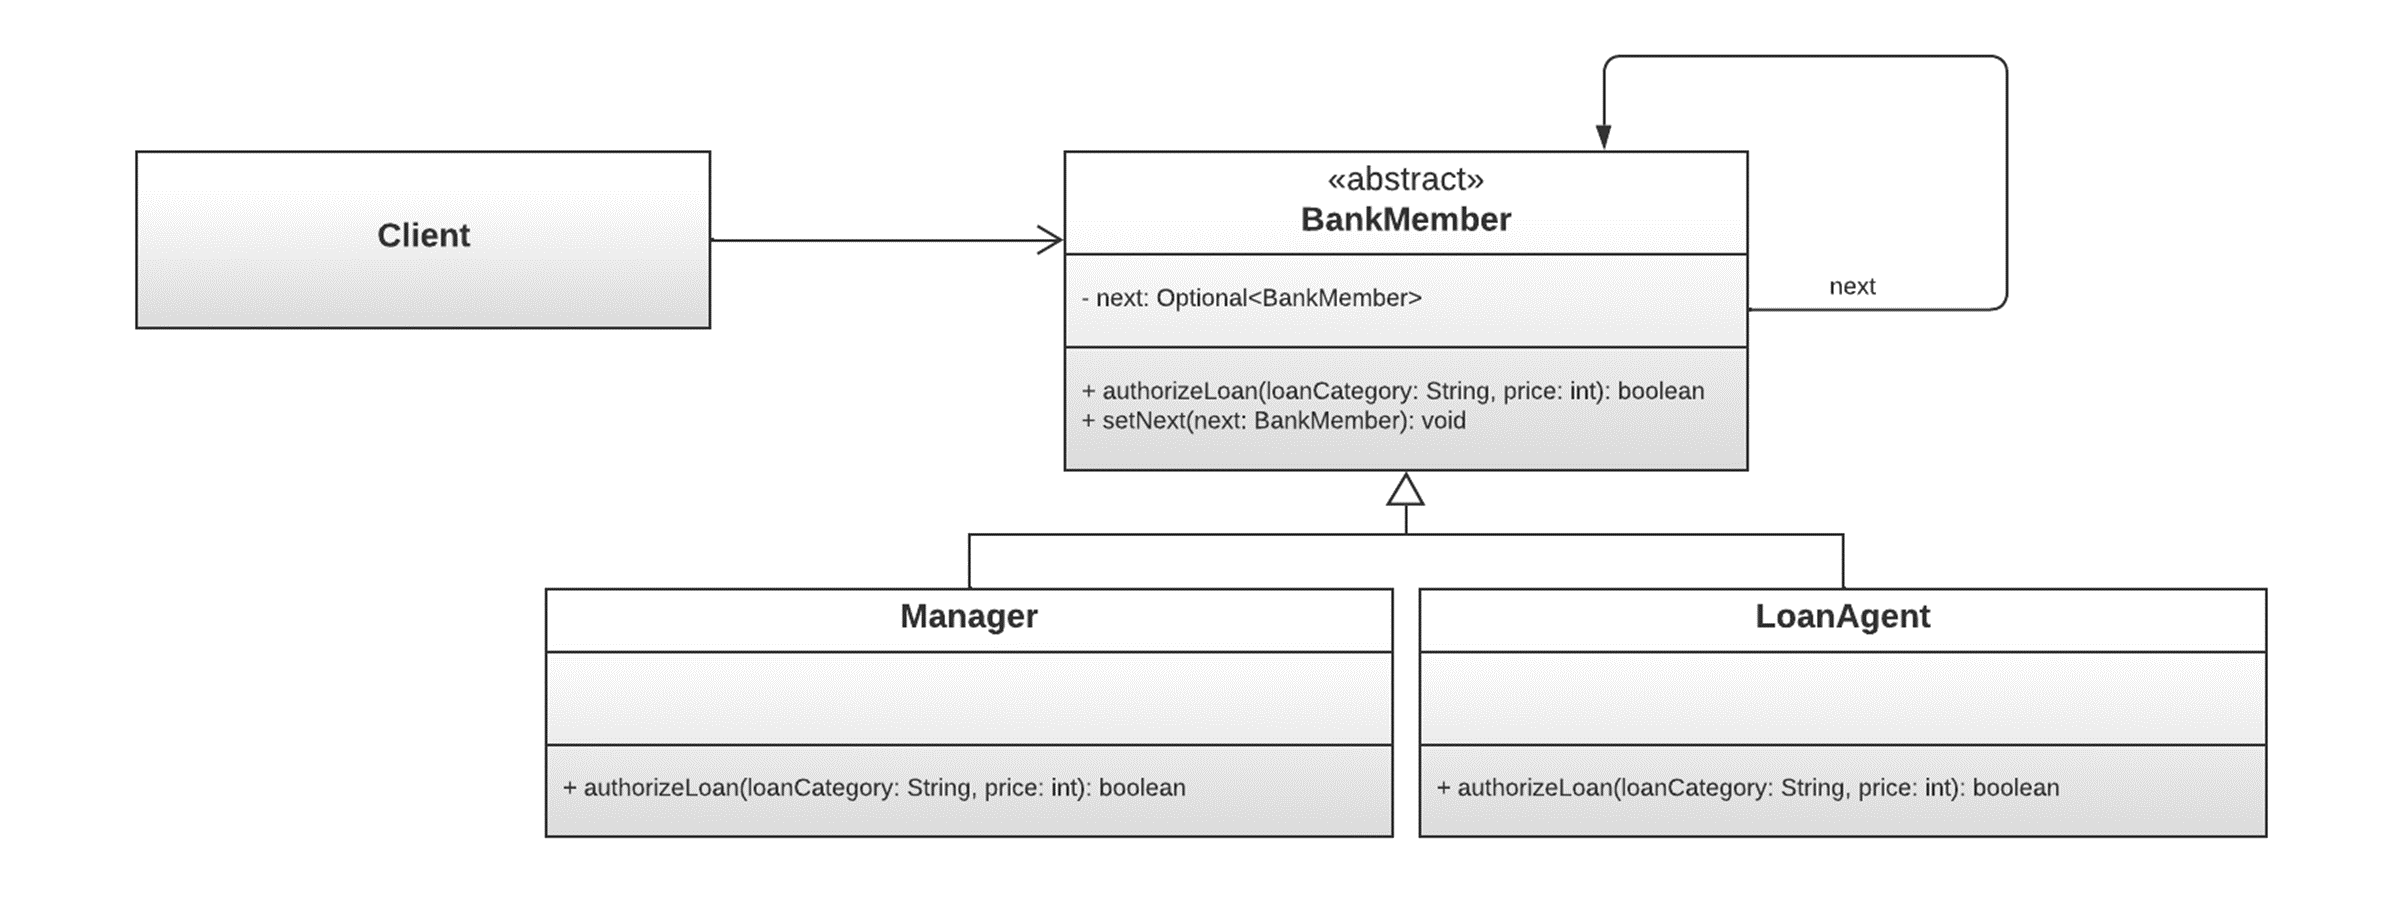 Client
«abstract»
BankMember
- next: Optional<BankMember>
next
+ authorizeLoan(loanCategory: String, price: int): boolean
+ setNext(next: BankMember): void
Manager
+ authorizeLoan(loanCategory: String, price: int): boolean
LoanAgent
+ authorizeLoan(loanCategory: String, price: int): boolean